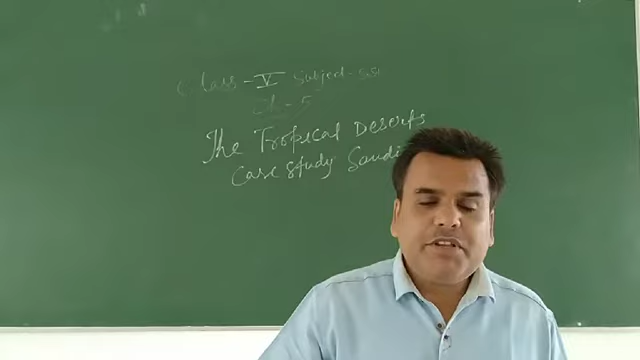 Class - V Subject - SSt
Ch - 5
The Tropical Deserts
Case Study Saudi